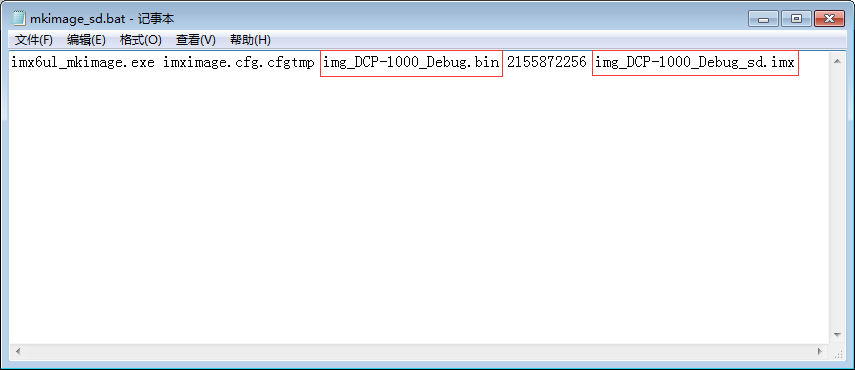 mkimage_sd.bat - 记事本
文件(F) 编辑(E) 格式(O) 查看(V) 帮助(H)
imx6ul_mkimage.exe imximage.cfg.cfgtmp img_DCP-1000_Debug.bin 2155872256 img_DCP-1000_Debug_sd.imx